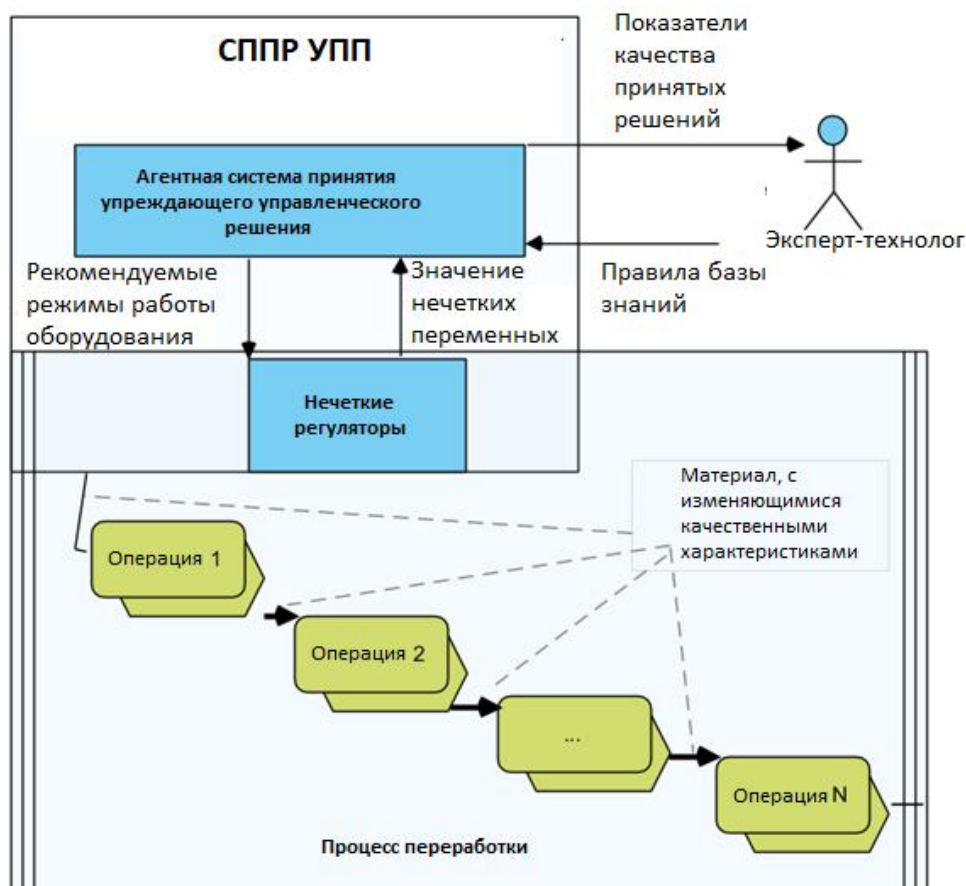 СППР УПП
Показатели
качества
принятых
решений
Агентная система принятия
упреждающего управленческого
решения
Эксперт-технолог
Рекомендуемые
режимы работы
оборудования
Значение
нечетких
переменных
Правила базы
знаний
Нечеткие
регуляторы
Материал, с
изменяющимися
качественными
характеристиками
Операция 1
Операция 2
...
Операция N
Процесс переработки